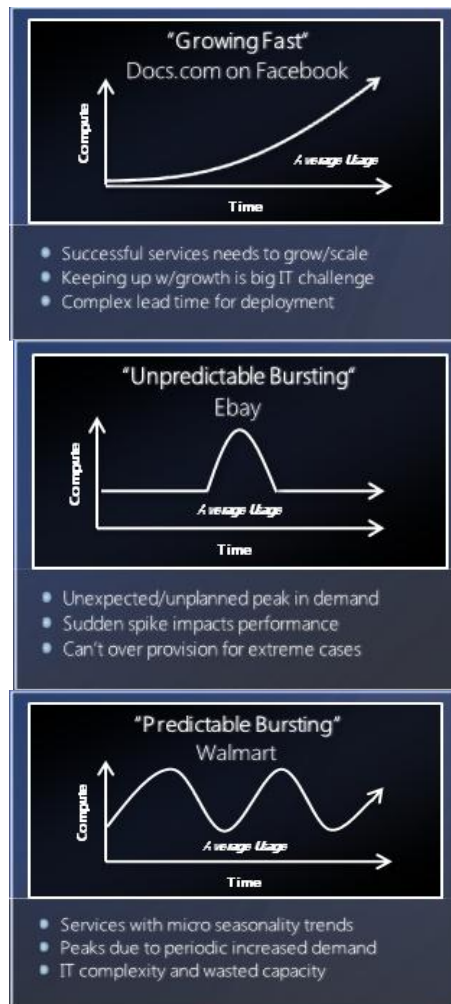 "Growing Fast"
Docs.com on Facebook
Compute
Average Usage
Time
Successful services needs to grow/scale
Keeping up w/growth is big IT challenge
Complex lead time for deployment
"Unpredictable Bursting"
Ebay
Compute
Average Usage
Time
Unexpected/unplanned peak in demand
Sudden spike impacts performance
Can't over provision for extreme cases
"Predictable Bursting"
Walmart
Compute
Average Usage
Time
Services with micro seasonality trends
Peaks due to periodic increased demand
IT complexity and wasted capacity